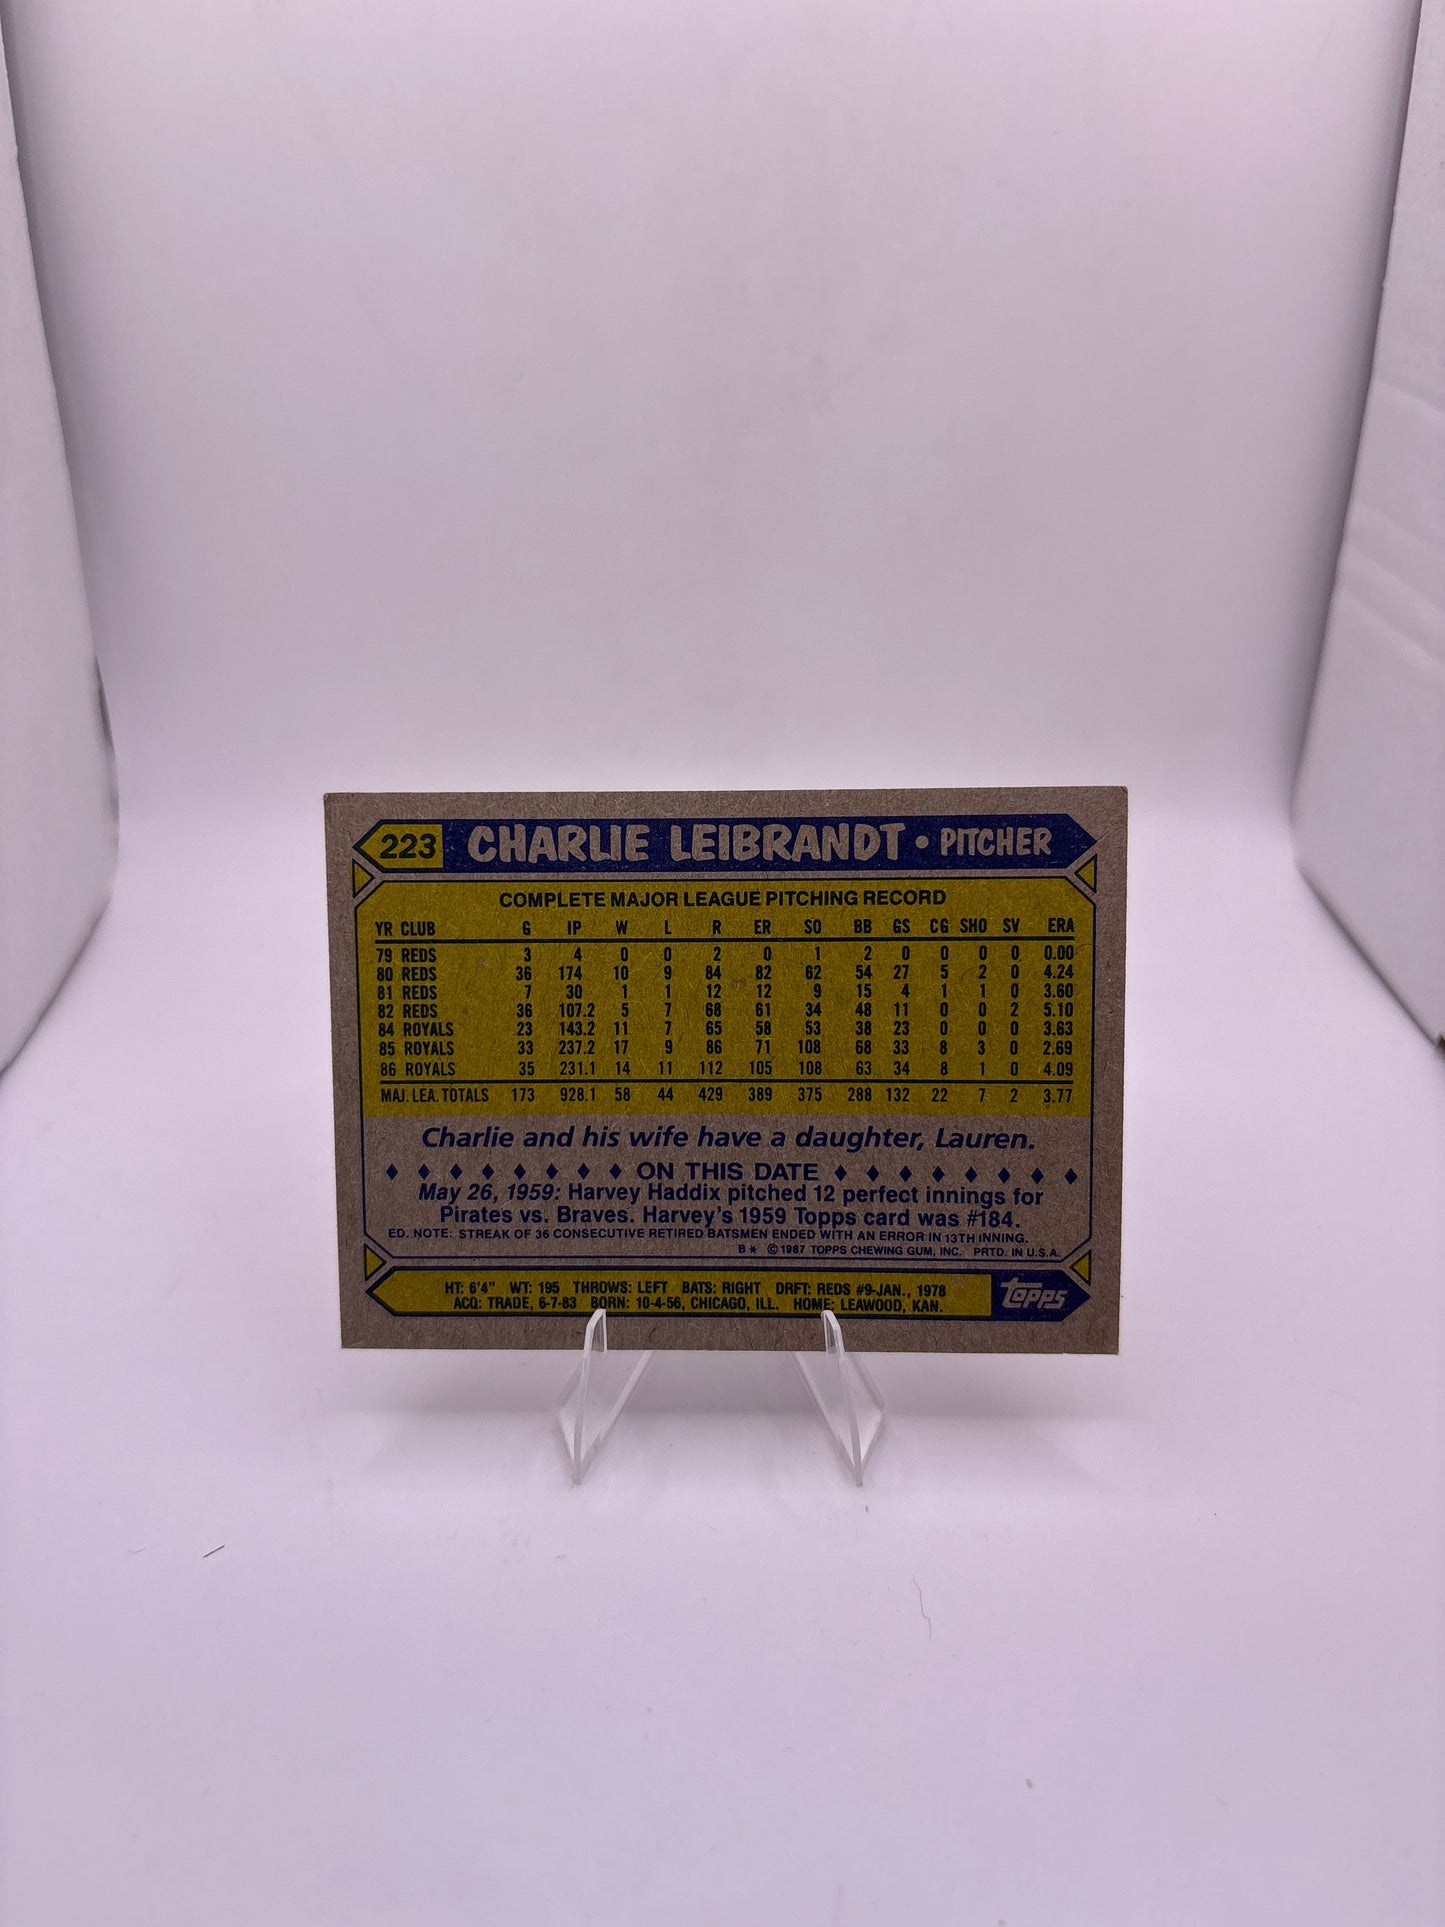 223 CHARLIE LEIBRANDT • PITCHER
COMPLETE MAJOR LEAGUE PITCHING RECORD
YR CLUB G IP W L R ER SO BB GS CG SHO SV ERA
79 REDS 3 4 0 0 2 0 1 2 0 0 0 0 0.00
80 REDS 36 174 10 9 84 82 62 54 27 5 2 0 4.24
81 REDS 7 30 1 1 12 12 9 15 4 1 1 0 3.60
82 REDS 36 107.2 5 7 68 61 34 48 11 0 0 2 5.10
84 ROYALS 23 143.2 11 7 65 58 53 38 23 0 0 0 3.63
85 ROYALS 33 237.2 17 9 86 71 108 68 33 8 3 0 2.69
86 ROYALS 35 231.1 14 11 112 105 108 63 34 8 1 0 4.09
MAJ. LEA. TOTALS 173 928.1 58 44 429 389 375 288 132 22 7 2 3.77
Charlie and his wife have a daughter, Lauren.
♦ ♦ ♦ ♦ ♦ ♦ ♦ ♦ ON THIS DATE ♦ ♦ ♦ ♦ ♦ ♦ ♦ ♦
May 26, 1959: Harvey Haddix pitched 12 perfect innings for
Pirates vs. Braves. Harvey's 1959 Topps card was #184.
ED. NOTE: STREAK OF 36 CONSECUTIVE RETIRED BATSMEN ENDED WITH AN ERROR IN 13TH INNING.
B* © 1987 TOPPS CHEWING GUM, INC. PRTD. IN U.S.A.
HT: 6'4" WT: 195 THROWS: LEFT BATS: RIGHT DRFT: REDS #9-JAN., 1978
ACQ: TRADE, 6-7-83 BORN: 10-4-56, CHICAGO, ILL. HOME: LEAWOOD, KAN.
topps